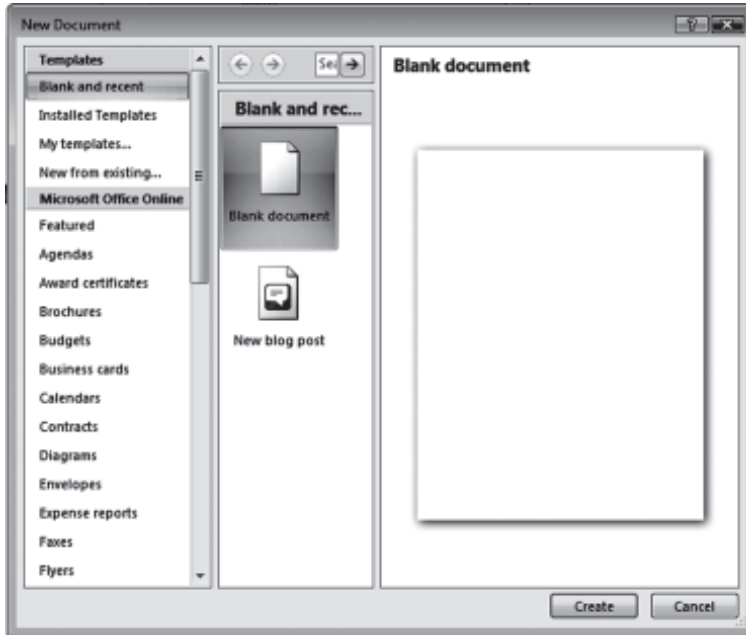 New Document
Templates
Blank and recent
Installed Templates
My templates...
New from existing...
Microsoft Office Online
Featured
Agendas
Award certificates
Brochures
Budgets
Business cards
Calendars
Contracts
Diagrams
Envelopes
Expense reports
Faxes
Flyers
Sea
Blank and rec...
Blank document
New blog post
Blank document
Create
Cancel